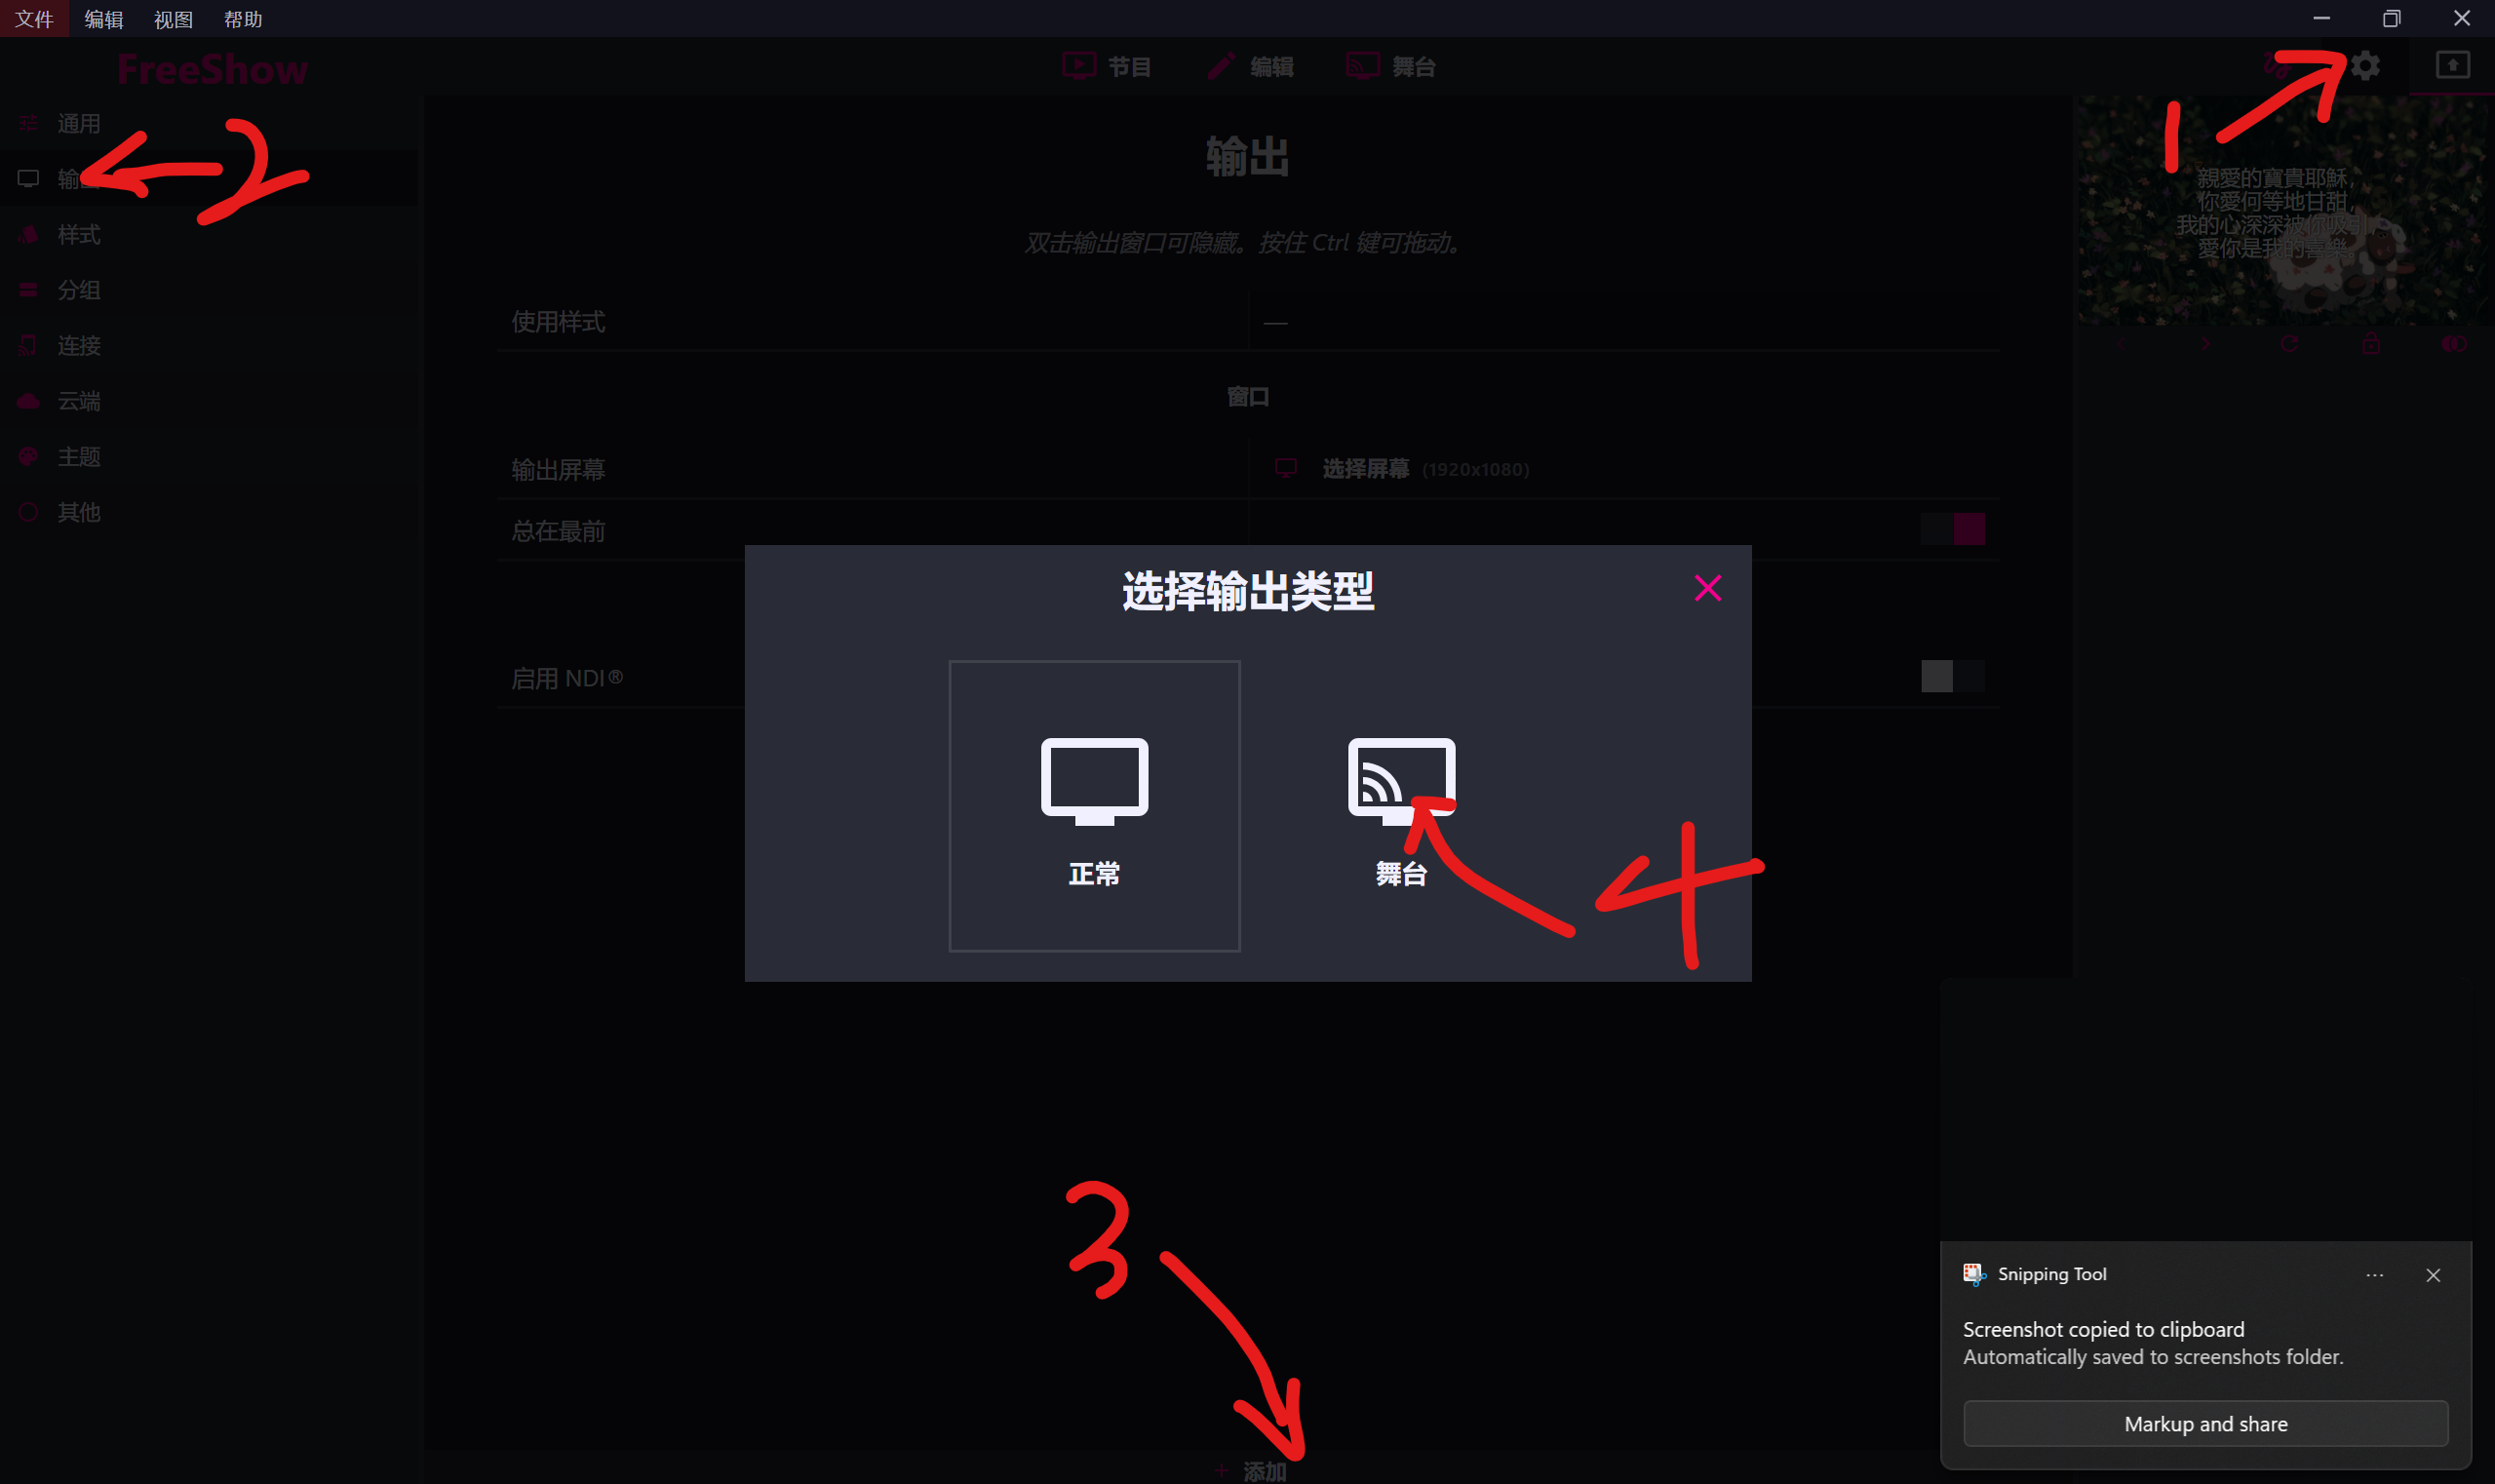 文件 编辑 视图 帮助
FreeShow
节目 编辑 舞台
1
通用
输出
2
样式
分组
连接
云端
主题
其他
输出
双击输出窗口可隐藏。按住 Ctrl 键可拖动。
使用样式 —
窗口
输出屏幕 选择屏幕 (1920x1080)
总在最前
启用 NDI®
親愛的寶貴耶穌，
你愛何等地甘甜，
我的心深深被你吸引，
愛你是我的喜樂。
选择输出类型
正常 舞台
4
3
+ 添加
Snipping Tool
Screenshot copied to clipboard
Automatically saved to screenshots folder.
Markup and share